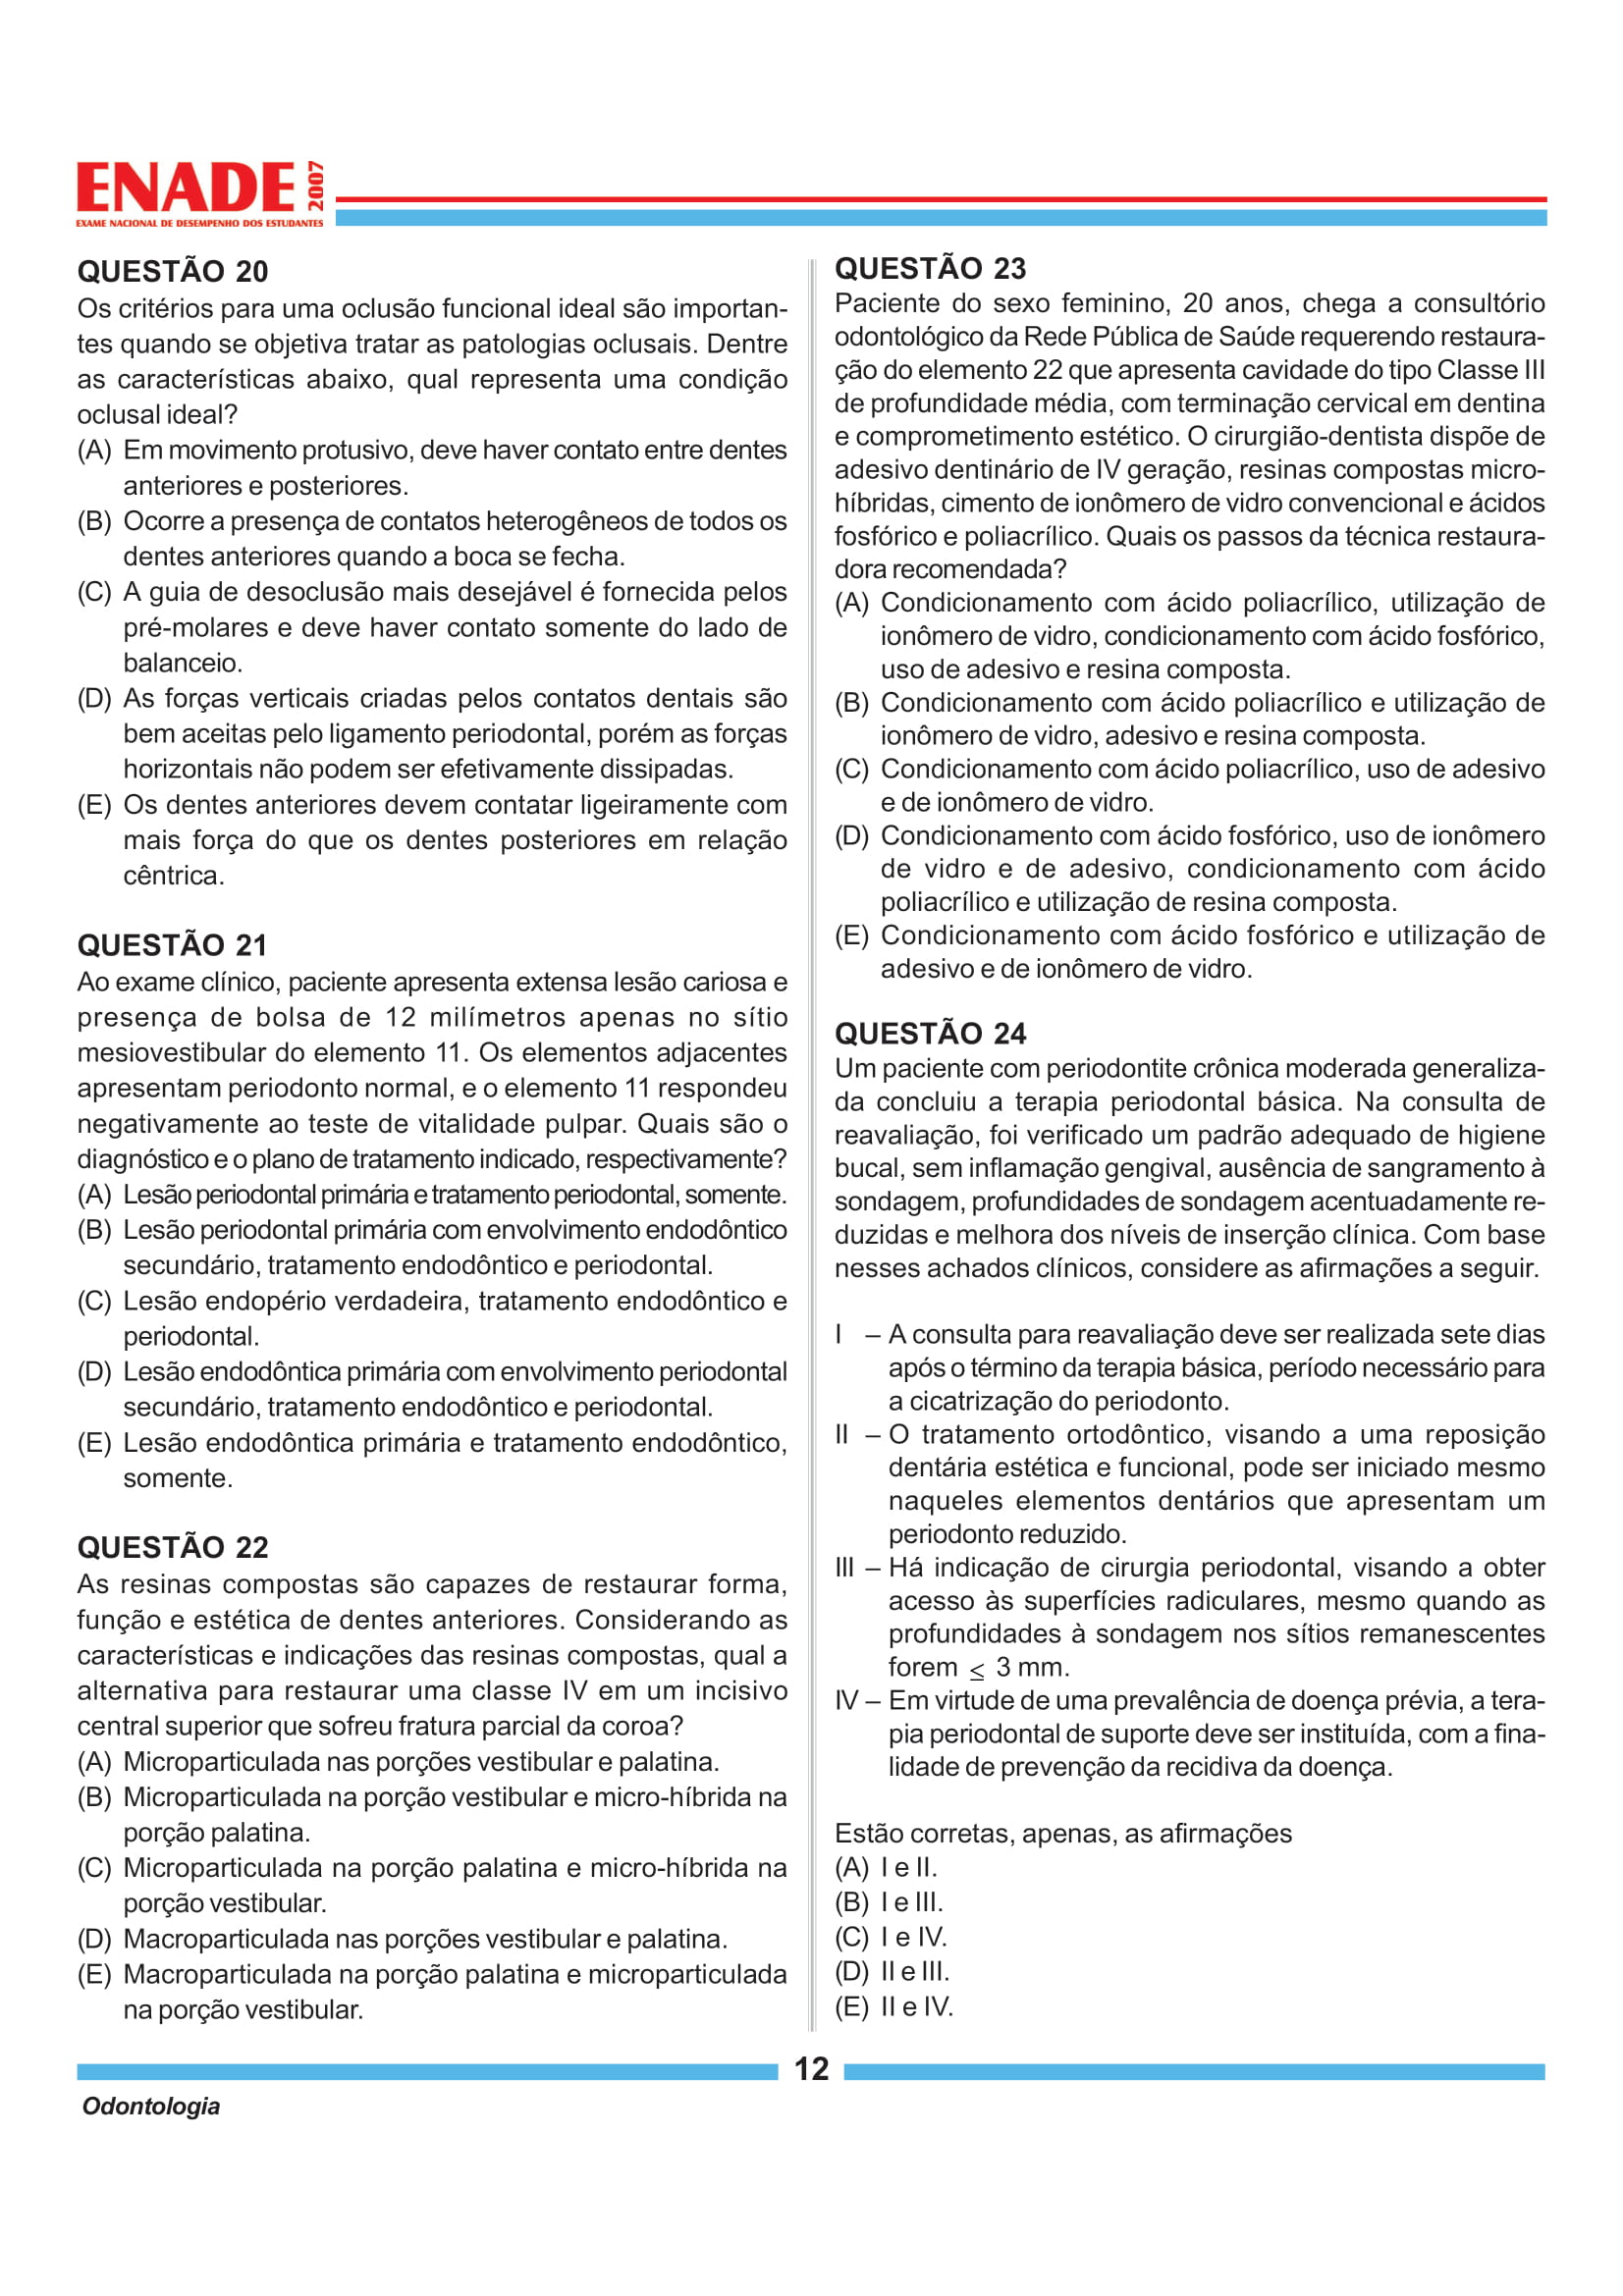 ENADE 2007
EXAME NACIONAL DE DESEMPENHO DOS ESTUDANTES
QUESTÃO 20
Os critérios para uma oclusão funcional ideal são importan-
tes quando se objetiva tratar as patologias oclusais. Dentre
as características abaixo, qual representa uma condição
oclusal ideal?
(A) Em movimento protusivo, deve haver contato entre dentes
anteriores e posteriores.
(B) Ocorre a presença de contatos heterogêneos de todos os
dentes anteriores quando a boca se fecha.
(C) A guia de desoclusão mais desejável é fornecida pelos
pré-molares e deve haver contato somente do lado de
balanceio.
(D) As forças verticais criadas pelos contatos dentais são
bem aceitas pelo ligamento periodontal, porém as forças
horizontais não podem ser efetivamente dissipadas.
(E) Os dentes anteriores devem contatar ligeiramente com
mais força do que os dentes posteriores em relação
cêntrica.
QUESTÃO 21
Ao exame clínico, paciente apresenta extensa lesão cariosa e
presença de bolsa de 12 milímetros apenas no sítio
mesiovestibular do elemento 11. Os elementos adjacentes
apresentam periodonto normal, e o elemento 11 respondeu
negativamente ao teste de vitalidade pulpar. Quais são o
diagnóstico e o plano de tratamento indicado, respectivamente?
(A) Lesão periodontal primária e tratamento periodontal, somente.
(B) Lesão periodontal primária com envolvimento endodôntico
secundário, tratamento endodôntico e periodontal.
(C) Lesão endopério verdadeira, tratamento endodôntico e
periodontal.
(D) Lesão endodôntica primária com envolvimento periodontal
secundário, tratamento endodôntico e periodontal.
(E) Lesão endodôntica primária e tratamento endodôntico,
somente.
QUESTÃO 22
As resinas compostas são capazes de restaurar forma,
função e estética de dentes anteriores. Considerando as
características e indicações das resinas compostas, qual a
alternativa para restaurar uma classe IV em um incisivo
central superior que sofreu fratura parcial da coroa?
(A) Microparticulada nas porções vestibular e palatina.
(B) Microparticulada na porção vestibular e micro-híbrida na
porção palatina.
(C) Microparticulada na porção palatina e micro-híbrida na
porção vestibular.
(D) Macroparticulada nas porções vestibular e palatina.
(E) Macroparticulada na porção palatina e microparticulada
na porção vestibular.
QUESTÃO 23
Paciente do sexo feminino, 20 anos, chega a consultório
odontológico da Rede Pública de Saúde requerendo restaura-
ção do elemento 22 que apresenta cavidade do tipo Classe III
de profundidade média, com terminação cervical em dentina
e comprometimento estético. O cirurgião-dentista dispõe de
adesivo dentinário de IV geração, resinas compostas micro-
híbridas, cimento de ionômero de vidro convencional e ácidos
fosfórico e poliacrílico. Quais os passos da técnica restaura-
dora recomendada?
(A) Condicionamento com ácido poliacrílico, utilização de
ionômero de vidro, condicionamento com ácido fosfórico,
uso de adesivo e resina composta.
(B) Condicionamento com ácido poliacrílico e utilização de
ionômero de vidro, adesivo e resina composta.
(C) Condicionamento com ácido poliacrílico, uso de adesivo
e de ionômero de vidro.
(D) Condicionamento com ácido fosfórico, uso de ionômero
de vidro e de adesivo, condicionamento com ácido
poliacrílico e utilização de resina composta.
(E) Condicionamento com ácido fosfórico e utilização de
adesivo e de ionômero de vidro.
QUESTÃO 24
Um paciente com periodontite crônica moderada generaliza-
da concluiu a terapia periodontal básica. Na consulta de
reavaliação, foi verificado um padrão adequado de higiene
bucal, sem inflamação gengival, ausência de sangramento à
sondagem, profundidades de sondagem acentuadamente re-
duzidas e melhora dos níveis de inserção clínica. Com base
nesses achados clínicos, considere as afirmações a seguir.
I – A consulta para reavaliação deve ser realizada sete dias
após o término da terapia básica, período necessário para
a cicatrização do periodonto.
II – O tratamento ortodôntico, visando a uma reposição
dentária estética e funcional, pode ser iniciado mesmo
naqueles elementos dentários que apresentam um
periodonto reduzido.
III – Há indicação de cirurgia periodontal, visando a obter
acesso às superfícies radiculares, mesmo quando as
profundidades à sondagem nos sítios remanescentes
forem ≤ 3 mm.
IV – Em virtude de uma prevalência de doença prévia, a tera-
pia periodontal de suporte deve ser instituída, com a fina-
lidade de prevenção da recidiva da doença.
Estão corretas, apenas, as afirmações
(A) I e II.
(B) I e III.
(C) I e IV.
(D) II e III.
(E) II e IV.
12
Odontologia